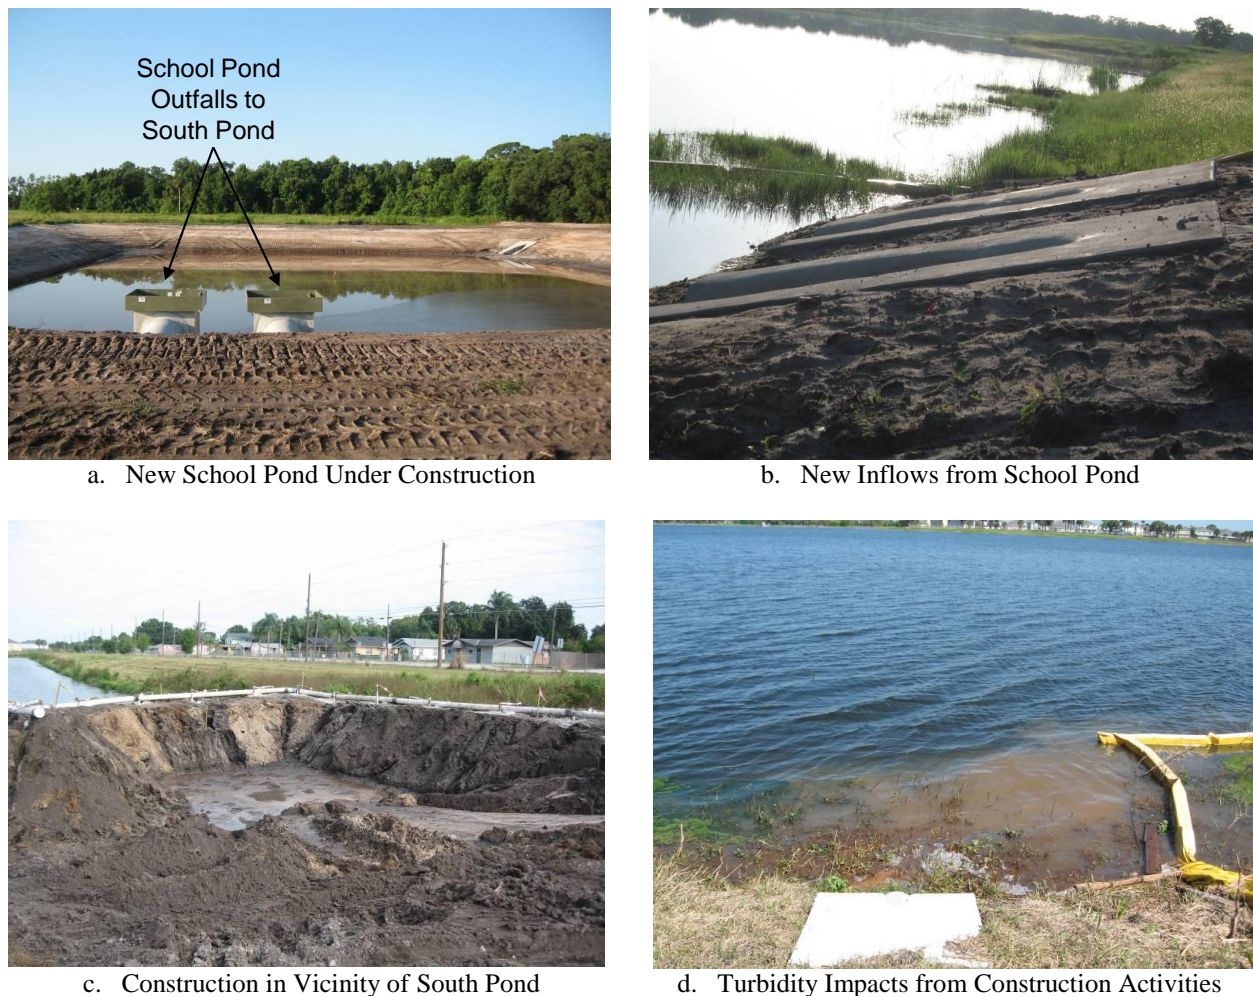 School Pond
Outfalls to
South Pond
a. New School Pond Under Construction
b. New Inflows from School Pond
c. Construction in Vicinity of South Pond
d. Turbidity Impacts from Construction Activities